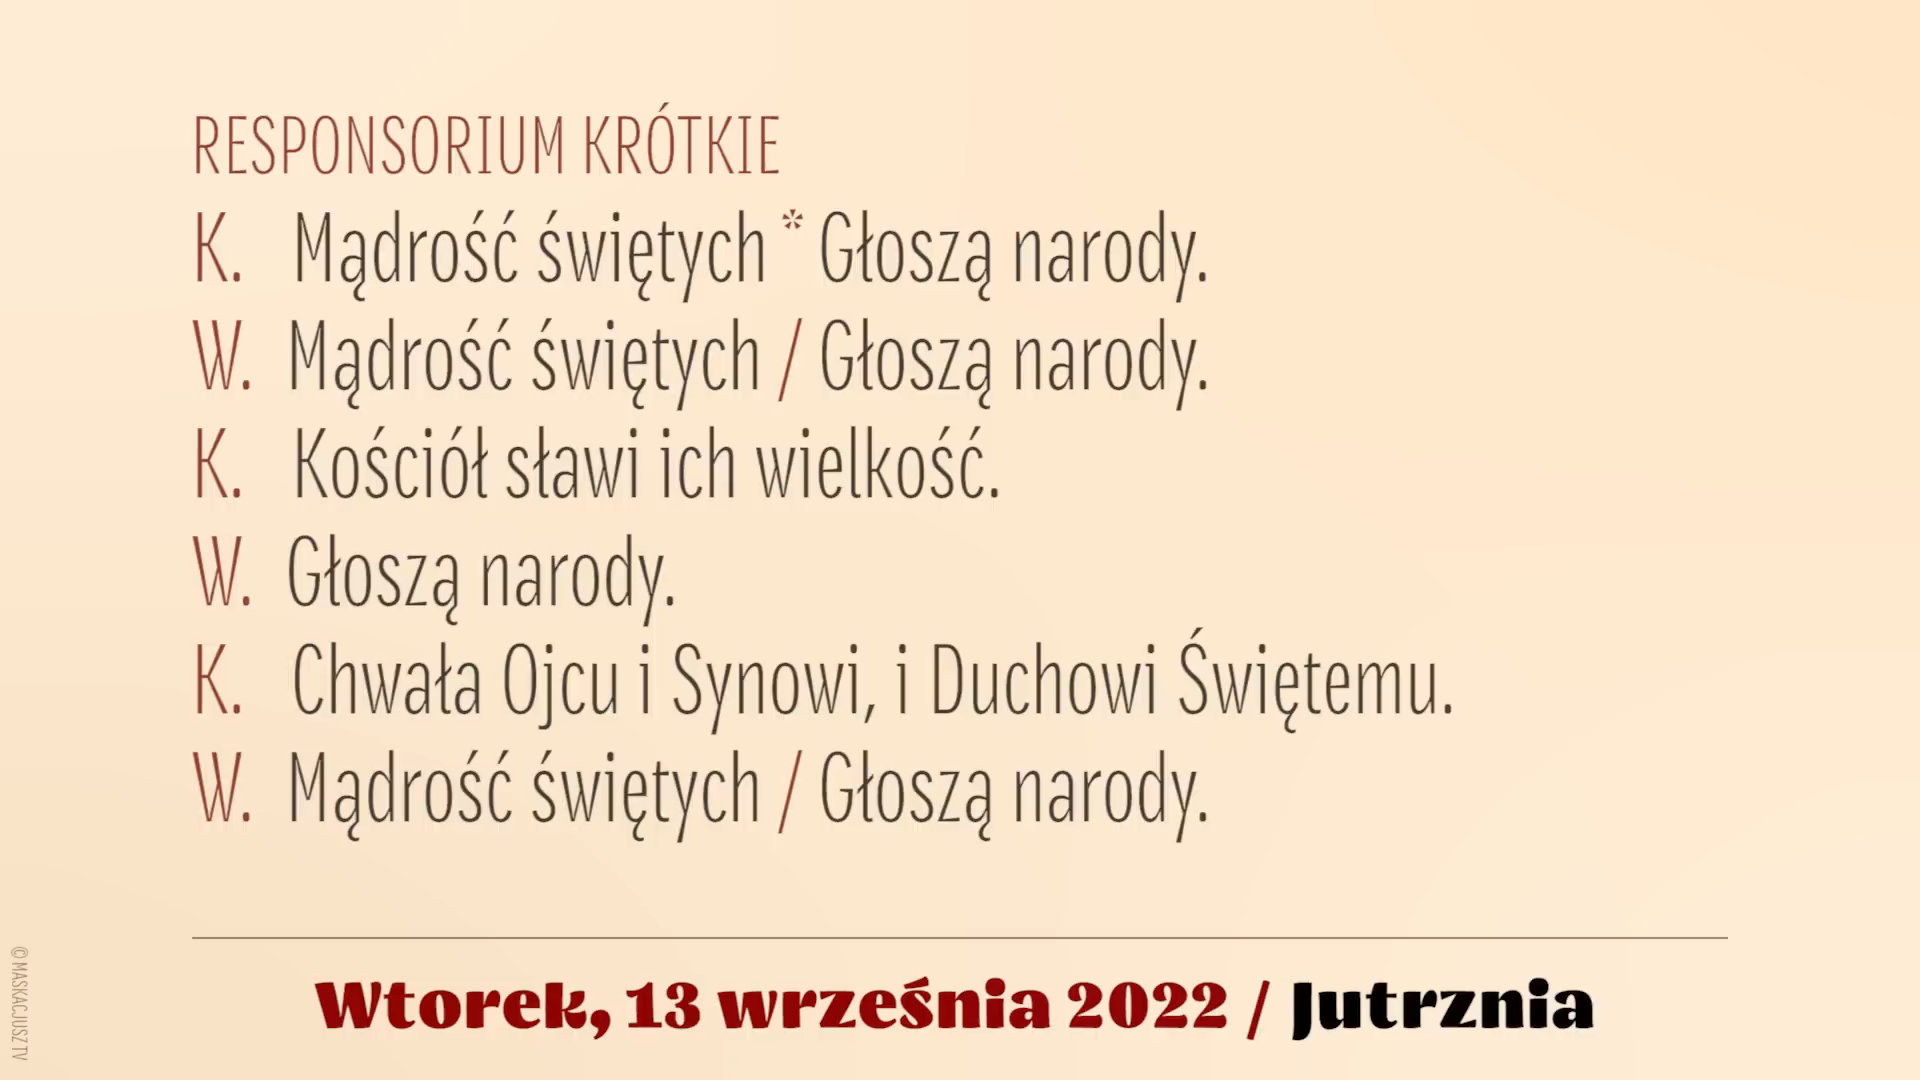 RESPONSORIUM KRÓTKIE
K. Mądrość świętych * Głoszą narody.
W. Mądrość świętych / Głoszą narody.
K. Kościół sławi ich wielkość.
W. Głoszą narody.
K. Chwała Ojcu i Synowi, i Duchowi Świętemu.
W. Mądrość świętych / Głoszą narody.
Wtorek, 13 września 2022 / Jutrznia
© MASKACJUSZ TV